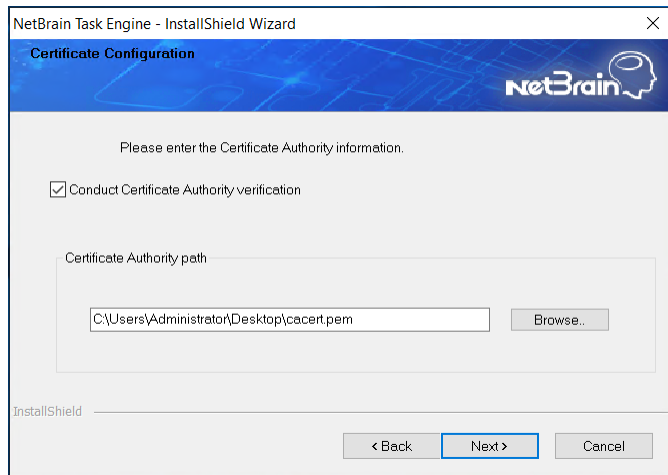 NetBrain Task Engine - InstallShield Wizard
Certificate Configuration
NetBrain
Please enter the Certificate Authority information.
Conduct Certificate Authority verification
Certificate Authority path
C:\Users\Administrator\Desktop\cacert.pem
Browse..
InstallShield
< Back
Next >
Cancel